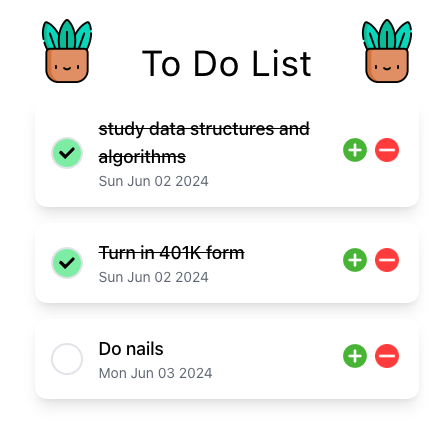 To Do List
study data structures and
algorithms
Sun Jun 02 2024
Turn in 401K form
Sun Jun 02 2024
Do nails
Mon Jun 03 2024